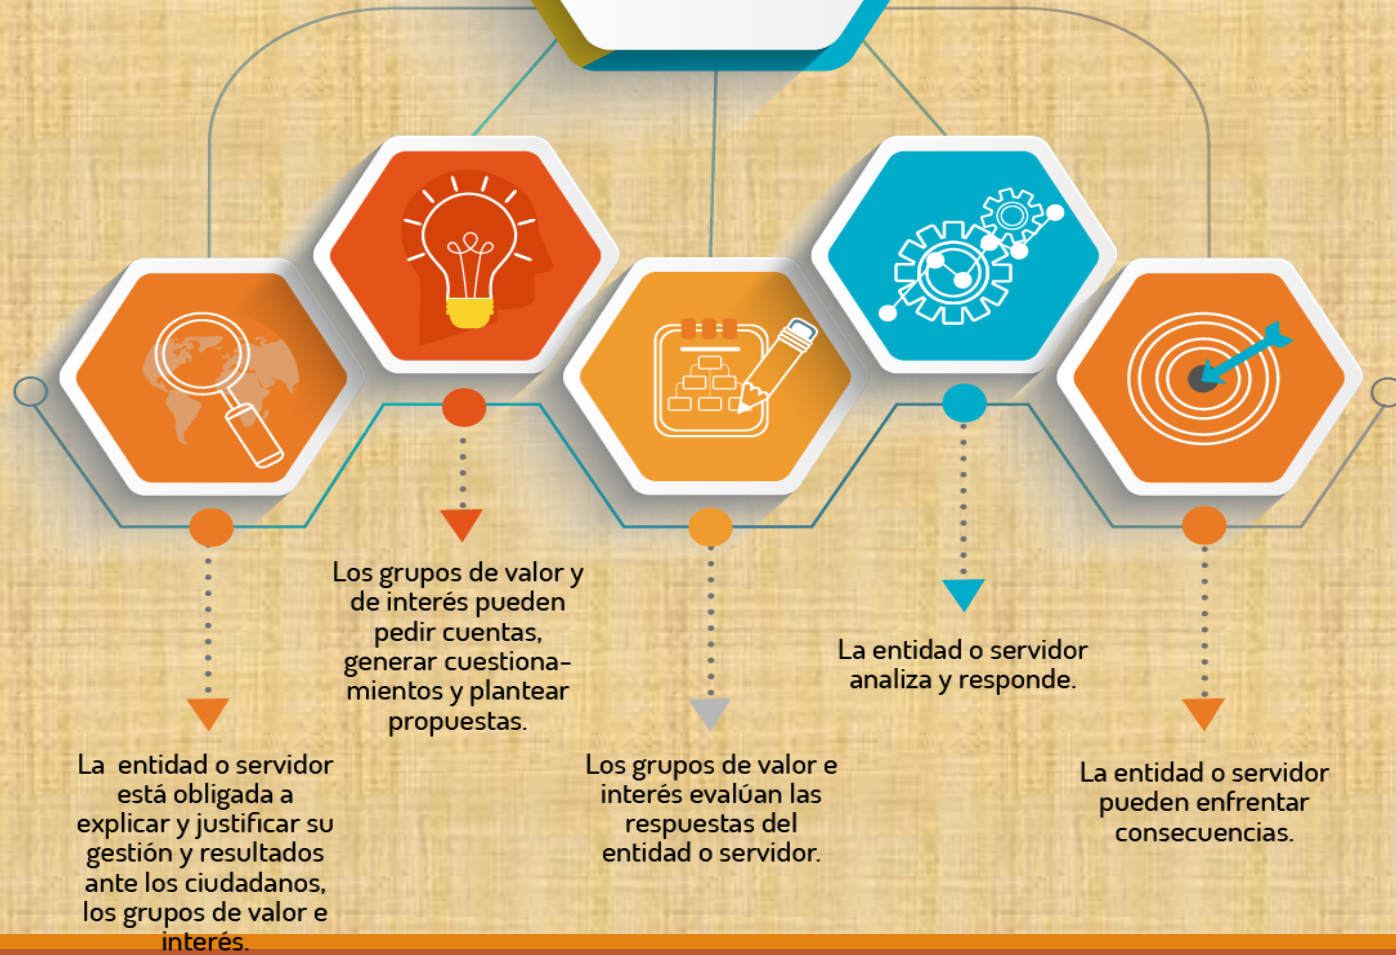 La entidad o servidor
está obligada a
explicar y justificar su
gestión y resultados
ante los ciudadanos,
los grupos de valor e
interés.
Los grupos de valor y
de interés pueden
pedir cuentas,
generar cuestiona-
mientos y plantear
propuestas.
Los grupos de valor e
interés evalúan las
respuestas del
entidad o servidor.
La entidad o servidor
analiza y responde.
La entidad o servidor
pueden enfrentar
consecuencias.